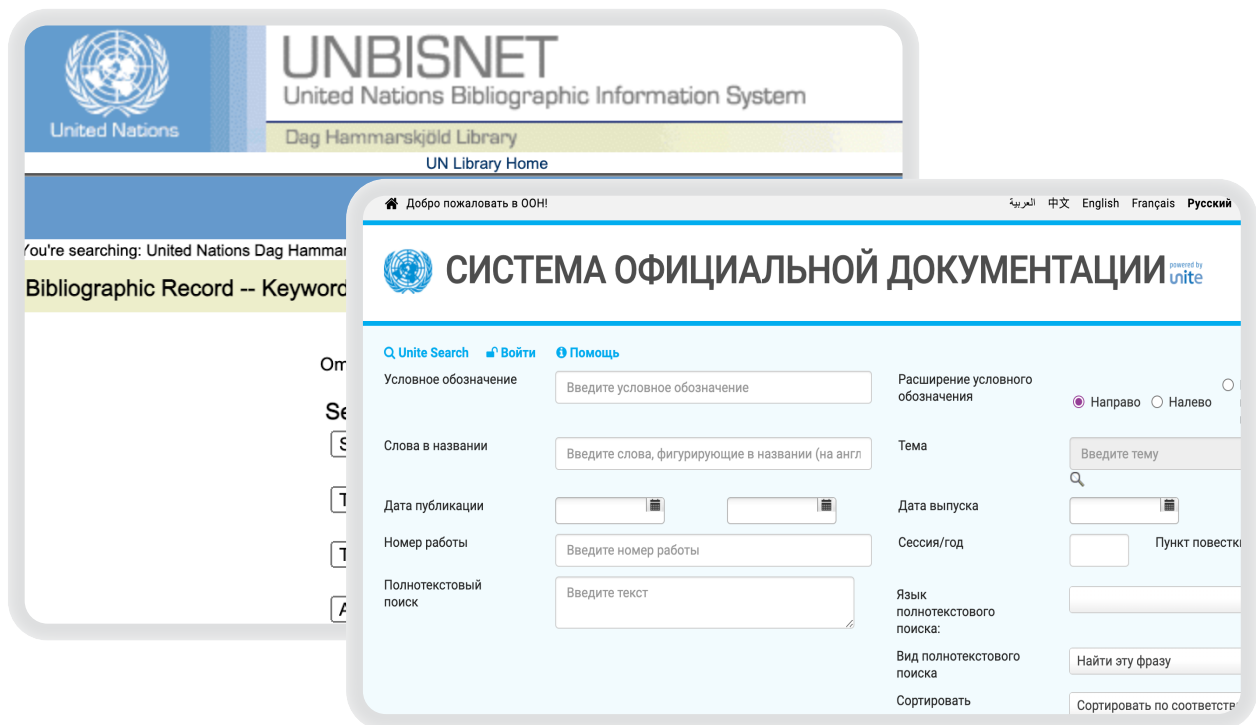 United Nations
UNBISNET
United Nations Bibliographic Information System
Dag Hammarskjöld Library
UN Library Home
You're searching: United Nations Dag Hammar
Bibliographic Record -- Keyword
Добро пожаловать в ООН!
العربية 中文 English Français Русский
СИСТЕМА ОФИЦИАЛЬНОЙ ДОКУМЕНТАЦИИ
powered by
unite
Unite Search Войти Помощь
Условное обозначение
Введите условное обозначение
Расширение условного
обозначения
Направо Налево
Слова в названии
Введите слова, фигурирующие в названии (на англ
Тема
Введите тему
Дата публикации
Дата выпуска
Номер работы
Введите номер работы
Сессия/год
Пункт повестк
Полнотекстовый
поиск
Введите текст
Язык
полнотекстового
поиска:
Вид полнотекстового
поиска
Найти эту фразу
Сортировать
Сортировать по соответств